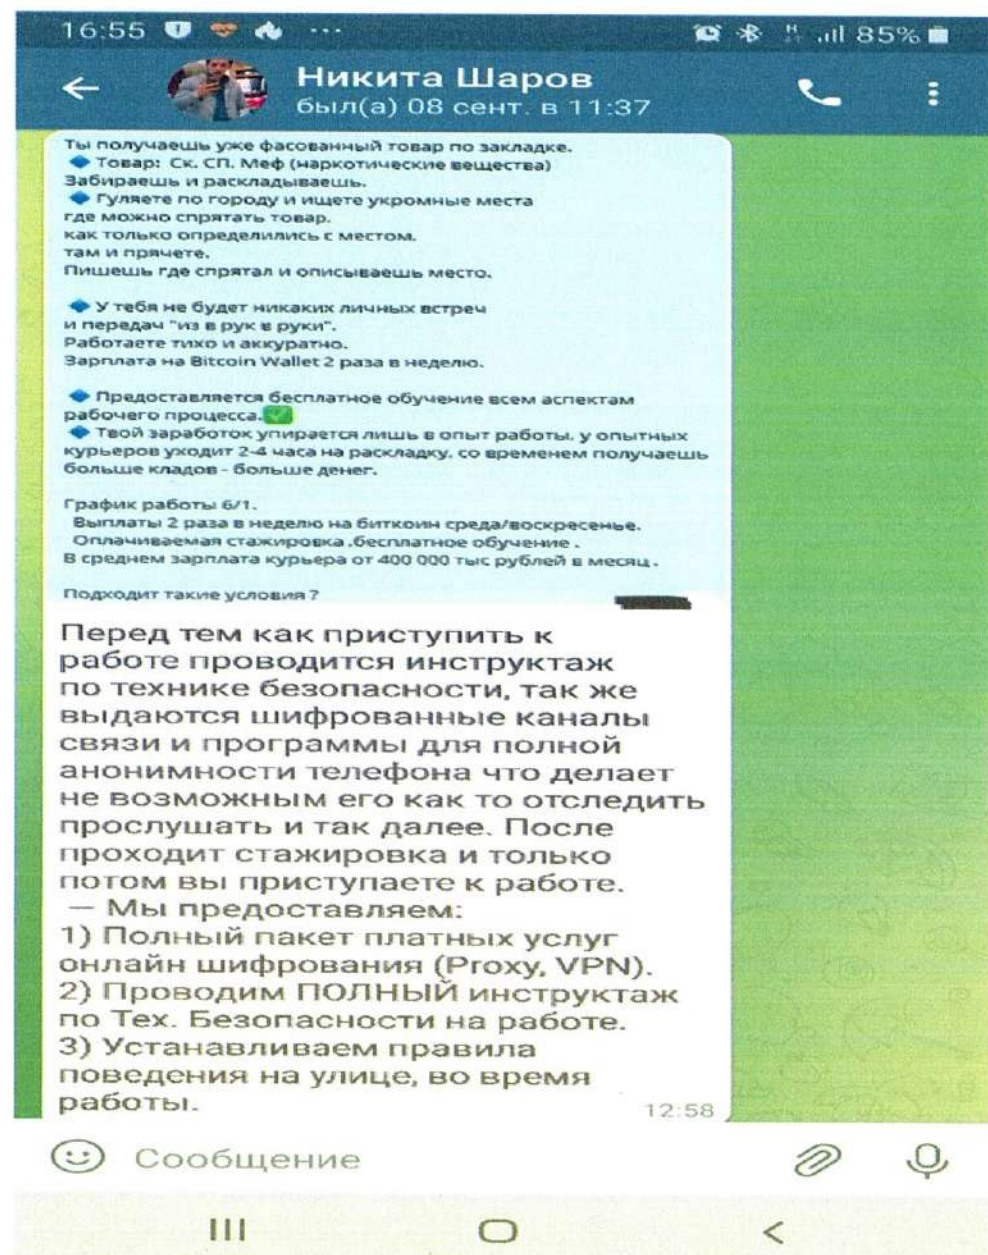 16:55 ... 85%
Никита Шаров
был(а) 08 сент. в 11:37
Ты получаешь уже фасованный товар по закладке.
Товар: Ск. СП. Меф (наркотические вещества)
Забираешь и раскладываешь.
Гуляете по городу и ищете укромные места
где можно спрятать товар.
как только определились с местом.
там и прячете.
Пишешь где спрятал и описываешь место.
У тебя не будет никаких личных встреч
и передач "из в рук в руки".
Работаете тихо и аккуратно.
Зарплата на Bitcoin Wallet 2 раза в неделю.
Предоставляется бесплатное обучение всем аспектам
рабочего процесса.
Твой заработок упирается лишь в опыт работы. у опытных
курьеров уходит 2-4 часа на раскладку. со временем получаешь
больше кладов - больше денег.
График работы 6/1.
Выплаты 2 раза в неделю на биткоин среда/воскресенье.
Оплачиваемая стажировка .бесплатное обучение .
В среднем зарплата курьера от 400 000 тыс рублей в месяц .
Подходит такие условия ?
Перед тем как приступить к
работе проводится инструктаж
по технике безопасности, так же
выдаются шифрованные каналы
связи и программы для полной
анонимности телефона что делает
не возможным его как то отследить
прослушать и так далее. После
проходит стажировка и только
потом вы приступаете к работе.
— Мы предоставляем:
1) Полный пакет платных услуг
онлайн шифрования (Proxy, VPN).
2) Проводим ПОЛНЫЙ инструктаж
по Тех. Безопасности на работе.
3) Устанавливаем правила
поведения на улице, во время
работы.
12:58
Сообщение